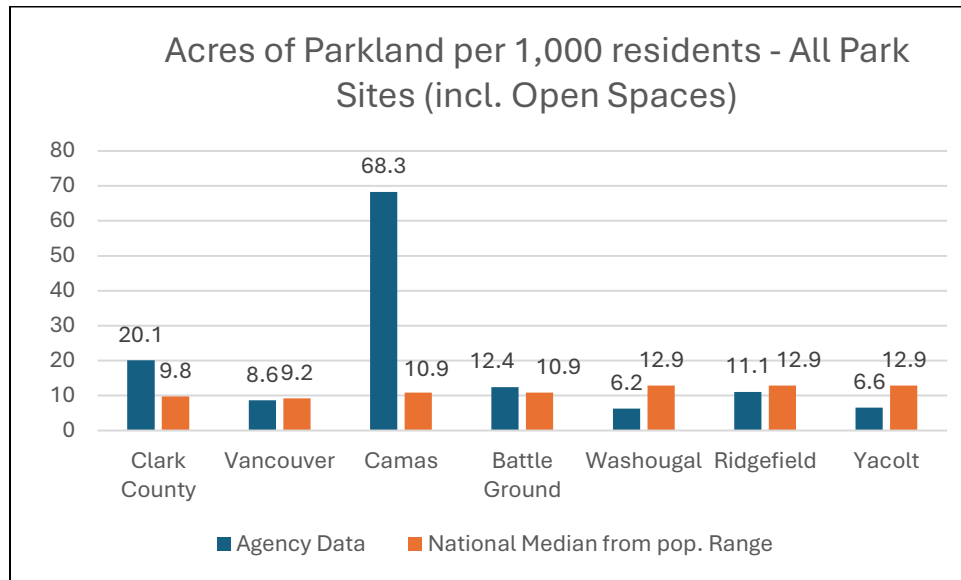 Acres of Parkland per 1,000 residents - All Park
Sites (incl. Open Spaces)
80
70
60
50
40
30
20
10
0
20.1
9.8
8.6
9.2
68.3
10.9
12.4
10.9
6.2
12.9
11.1
12.9
6.6
12.9
Clark
County
Vancouver
Camas
Battle
Ground
Washougal
Ridgefield
Yacolt
Agency Data
National Median from pop. Range